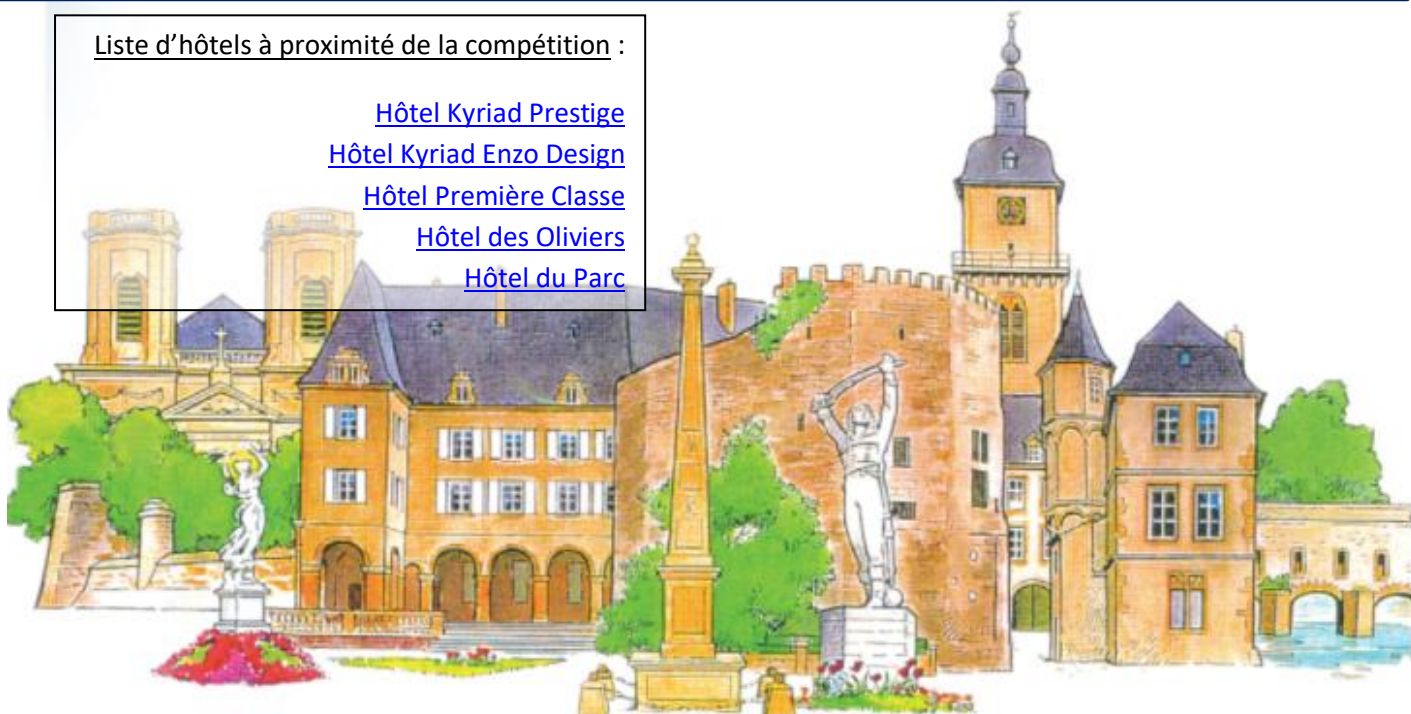 Liste d'hôtels à proximité de la compétition :
Hôtel Kyriad Prestige
Hôtel Kyriad Enzo Design
Hôtel Première Classe
Hôtel des Oliviers
Hôtel du Parc